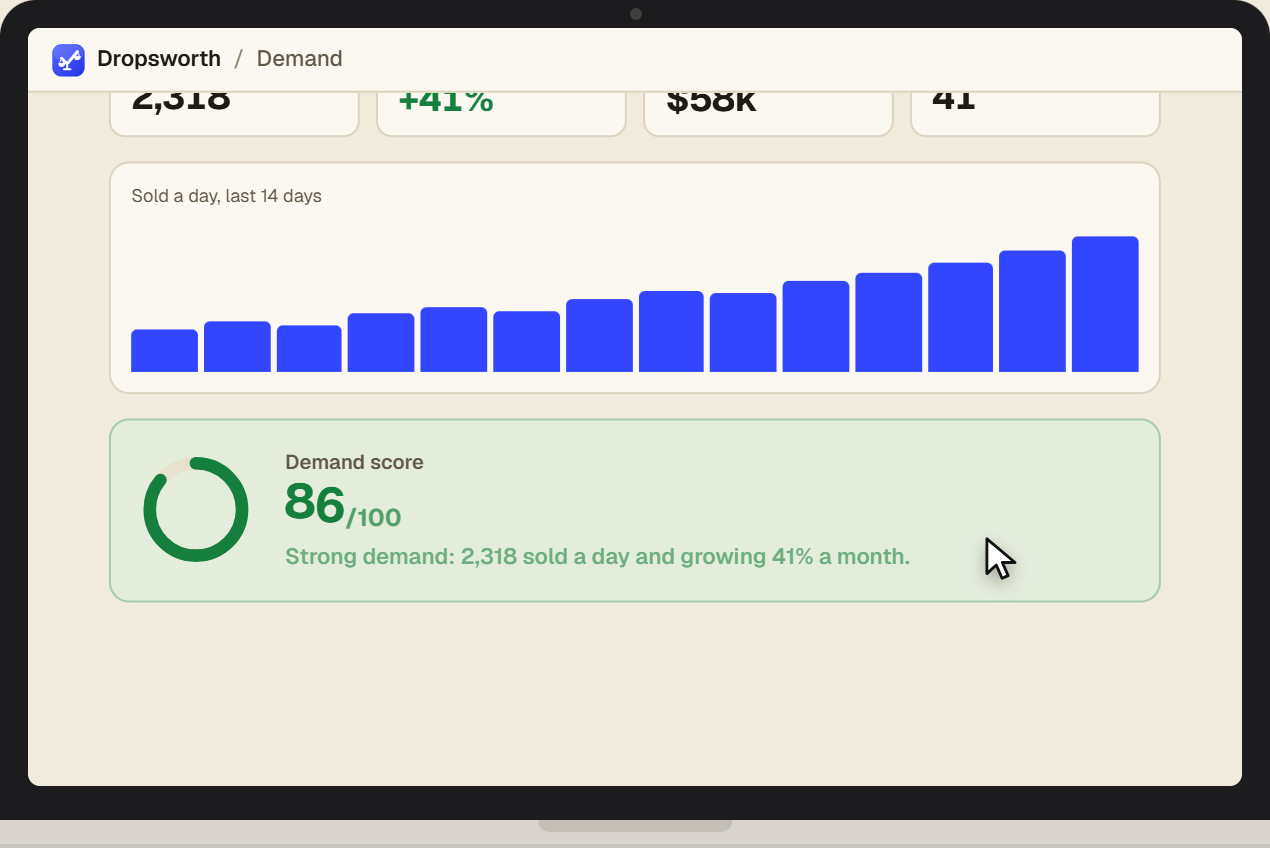 Dropsworth / Demand
2,318
+41%
$58k
41
Sold a day, last 14 days
Demand score
86/100
Strong demand: 2,318 sold a day and growing 41% a month.